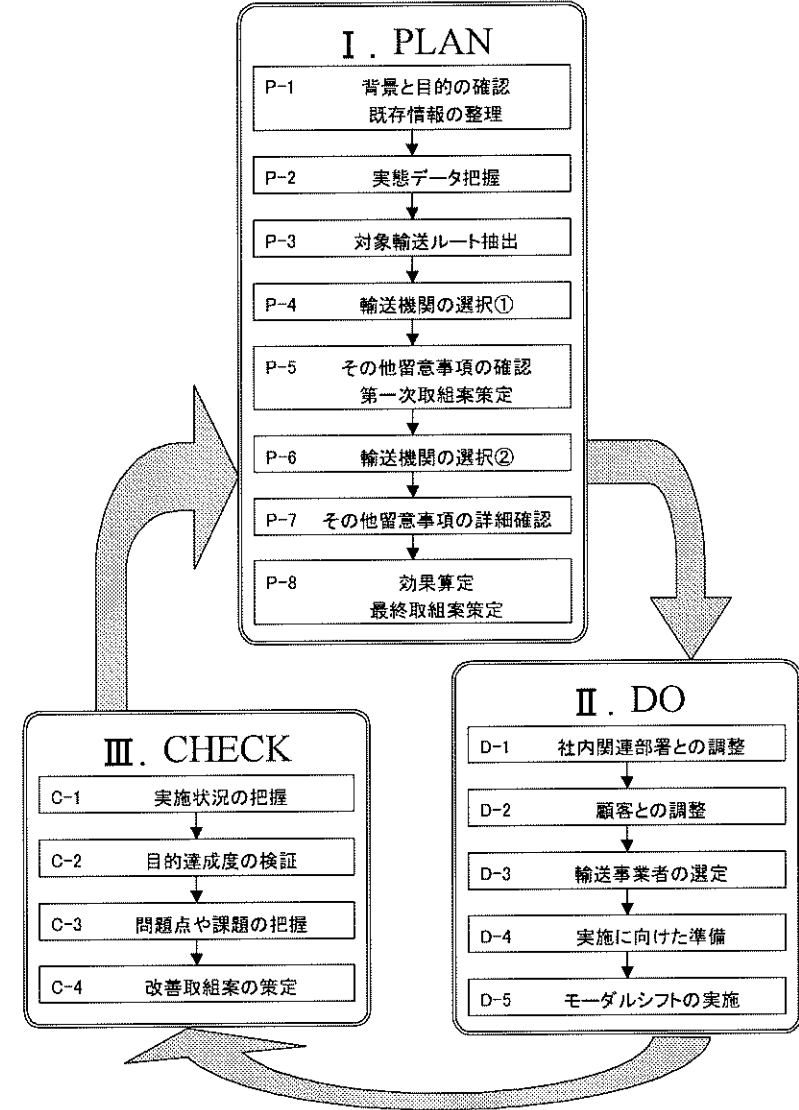 Ⅰ. PLAN
P-1 背景と目的の確認
既存情報の整理
P-2 実態データ把握
P-3 対象輸送ルート抽出
P-4 輸送機関の選択①
P-5 その他留意事項の確認
第一次取組案策定
P-6 輸送機関の選択②
P-7 その他留意事項の詳細確認
P-8 効果算定
最終取組案策定
Ⅱ. DO
D-1 社内関連部署との調整
D-2 顧客との調整
D-3 輸送事業者の選定
D-4 実施に向けた準備
D-5 モーダルシフトの実施
Ⅲ. CHECK
C-1 実施状況の把握
C-2 目的達成度の検証
C-3 問題点や課題の把握
C-4 改善取組案の策定